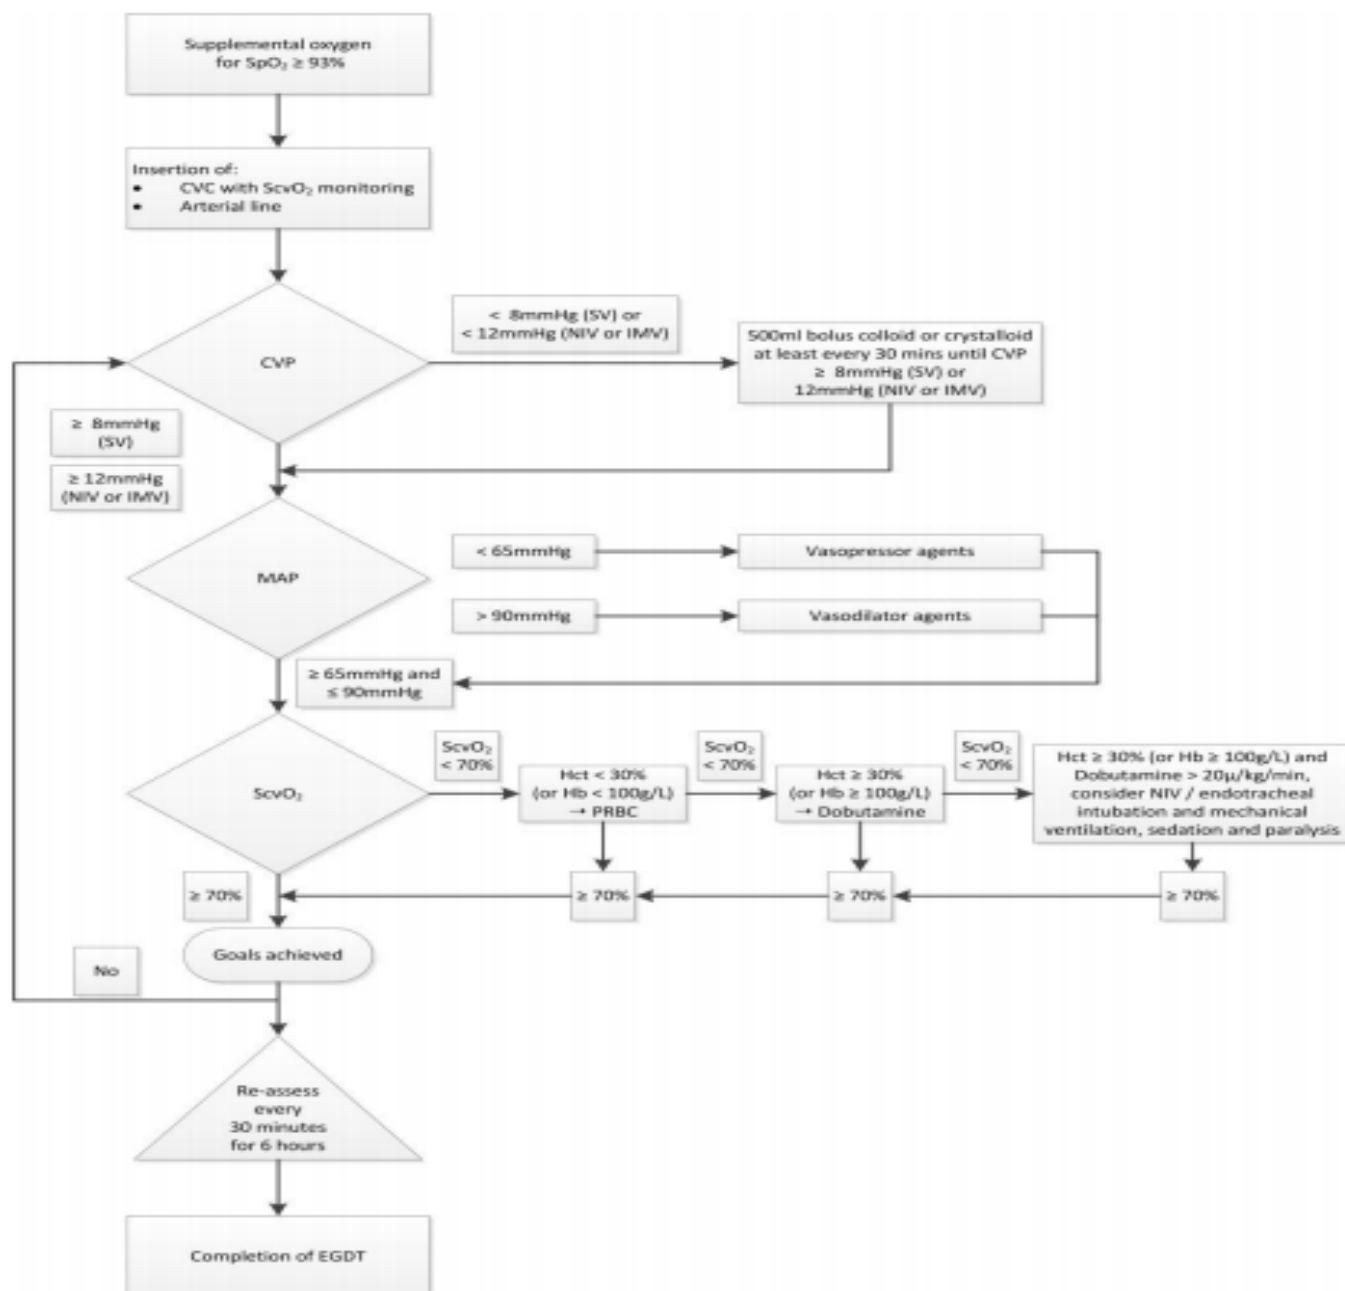 Supplemental oxygen
for SpO₂ ≥ 93%
Insertion of:
• CVC with ScvO₂ monitoring
• Arterial line
CVP
< 8mmHg (SV) or
< 12mmHg (NIV or IMV)
500ml bolus colloid or crystalloid
at least every 30 mins until CVP
≥ 8mmHg (SV) or
12mmHg (NIV or IMV)
≥ 8mmHg
(SV)
≥ 12mmHg
(NIV or IMV)
MAP
< 65mmHg
Vasopressor agents
> 90mmHg
Vasodilator agents
≥ 65mmHg and
≤ 90mmHg
ScvO₂
ScvO₂
< 70%
Hct < 30%
(or Hb < 100g/L)
→ PRBC
ScvO₂
< 70%
Hct ≥ 30%
(or Hb ≥ 100g/L)
→ Dobutamine
ScvO₂
< 70%
Hct ≥ 30% (or Hb ≥ 100g/L) and
Dobutamine > 20μ/kg/min,
consider NIV / endotracheal
intubation and mechanical
ventilation, sedation and paralysis
≥ 70%
≥ 70%
≥ 70%
≥ 70%
Goals achieved
No
Re-assess
every
30 minutes
for 6 hours
Completion of EGDT